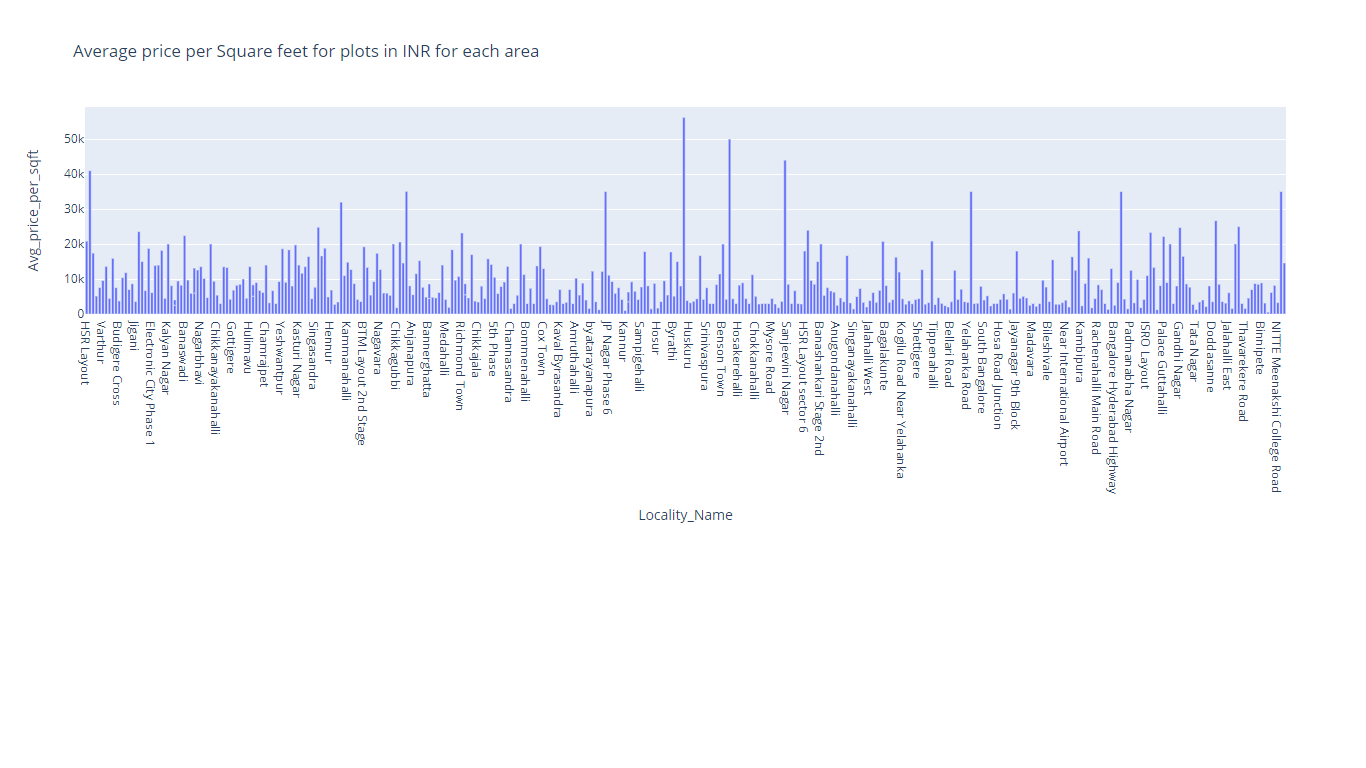 Average price per Square feet for plots in INR for each area
Avg_price_per_sqft
50k
40k
30k
20k
10k
0
HSR Layout
Varthur
Budigere Cross
Jigani
Electronic City Phase 1
Kalyan Nagar
Banaswadi
Nagarbhavi
Chikkanayakanahalli
Gottigere
Hulimavu
Chamrajpet
Yeshwantpur
Kasturi Nagar
Singasandra
Hennur
Kammanahalli
BTM Layout 2nd Stage
Nagavara
Chikkagubbi
Anjanapura
Bannerghatta
Medahalli
Richmond Town
Chikkajala
5th Phase
Channasandra
Bommenahalli
Cox Town
Kaval Byrasandra
Amruthahalli
byatarayanapura
JP Nagar Phase 6
Kannur
Sampigehalli
Hosur
Byrathi
Huskuru
Srinivaspura
Benson Town
Hosakerehalli
Chokkanahalli
Mysore Road
Sanjeevini Nagar
HSR Layout sector 6
Banashankari Stage 2nd
Anugondanahalli
Singanayakanahalli
Jalahalli West
Bagalakunte
Kogilu Road Near Yelahanka
Shettigere
Tippenahalli
Bellari Road
Yelahanka Road
South Bangalore
Hosa Road Junction
Jayanagar 9th Block
Madavara
Bileshivale
Near International Airport
Kambipura
Rachenahalli Main Road
Bangalore Hyderabad Highway
Padmanabha Nagar
ISRO Layout
Palace Guttahalli
Gandhi Nagar
Tata Nagar
Doddasanne
Jalahalli East
Thavarekere Road
Binnipete
NITTE Meenakshi College Road
Locality_Name